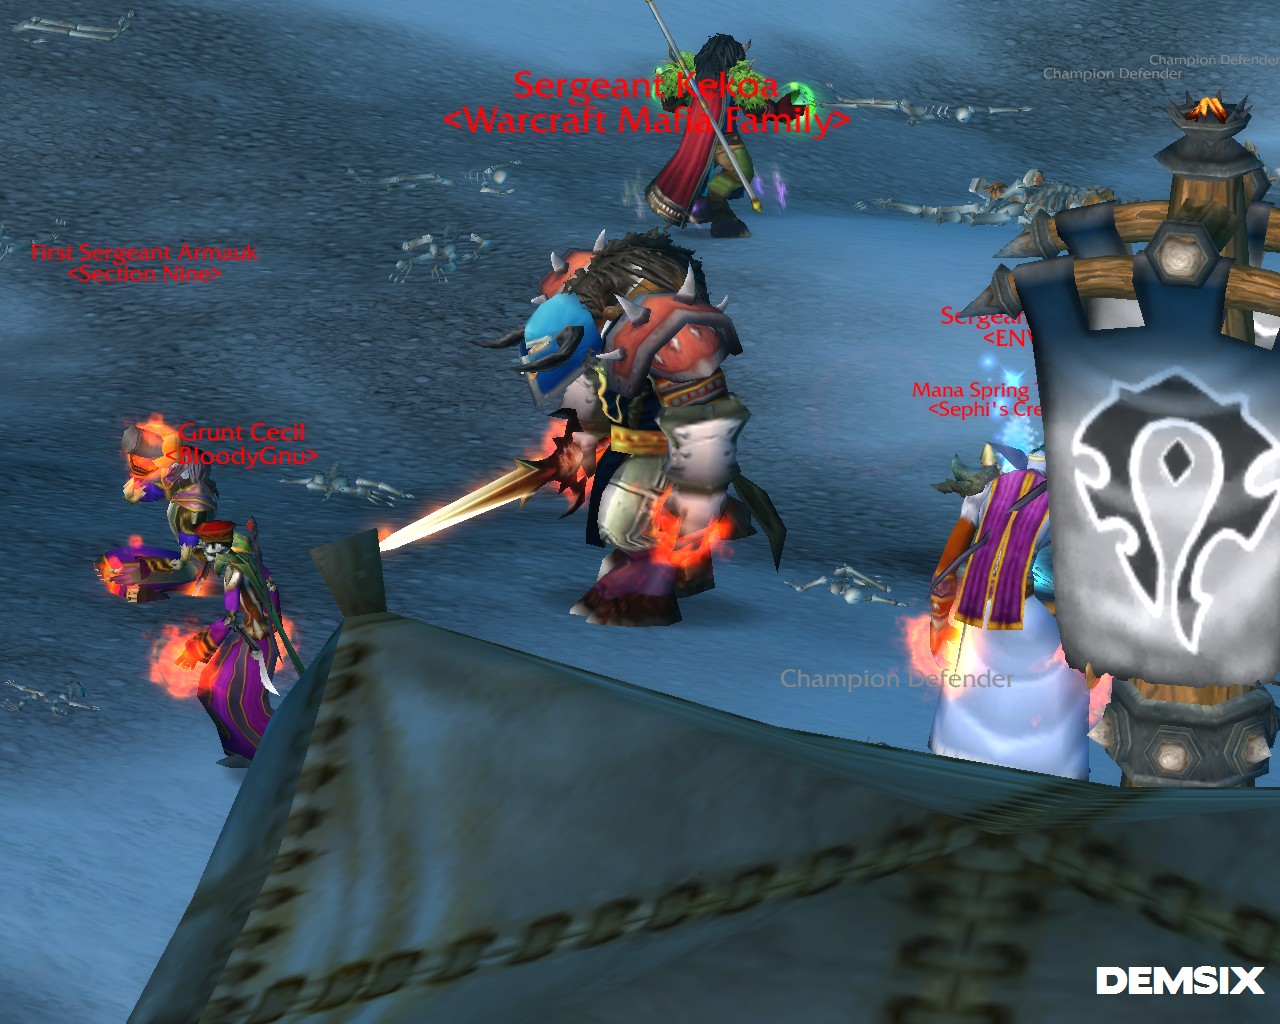 Champion Defender
Champion Defender
Sergeant Kekoa
<Warcraft Mafia Family>
First Sergeant Armauk
<Section Nine>
Mana Spring
Grunt Cecil
<BloodyGnu>
Champion Defender
DEMSIX